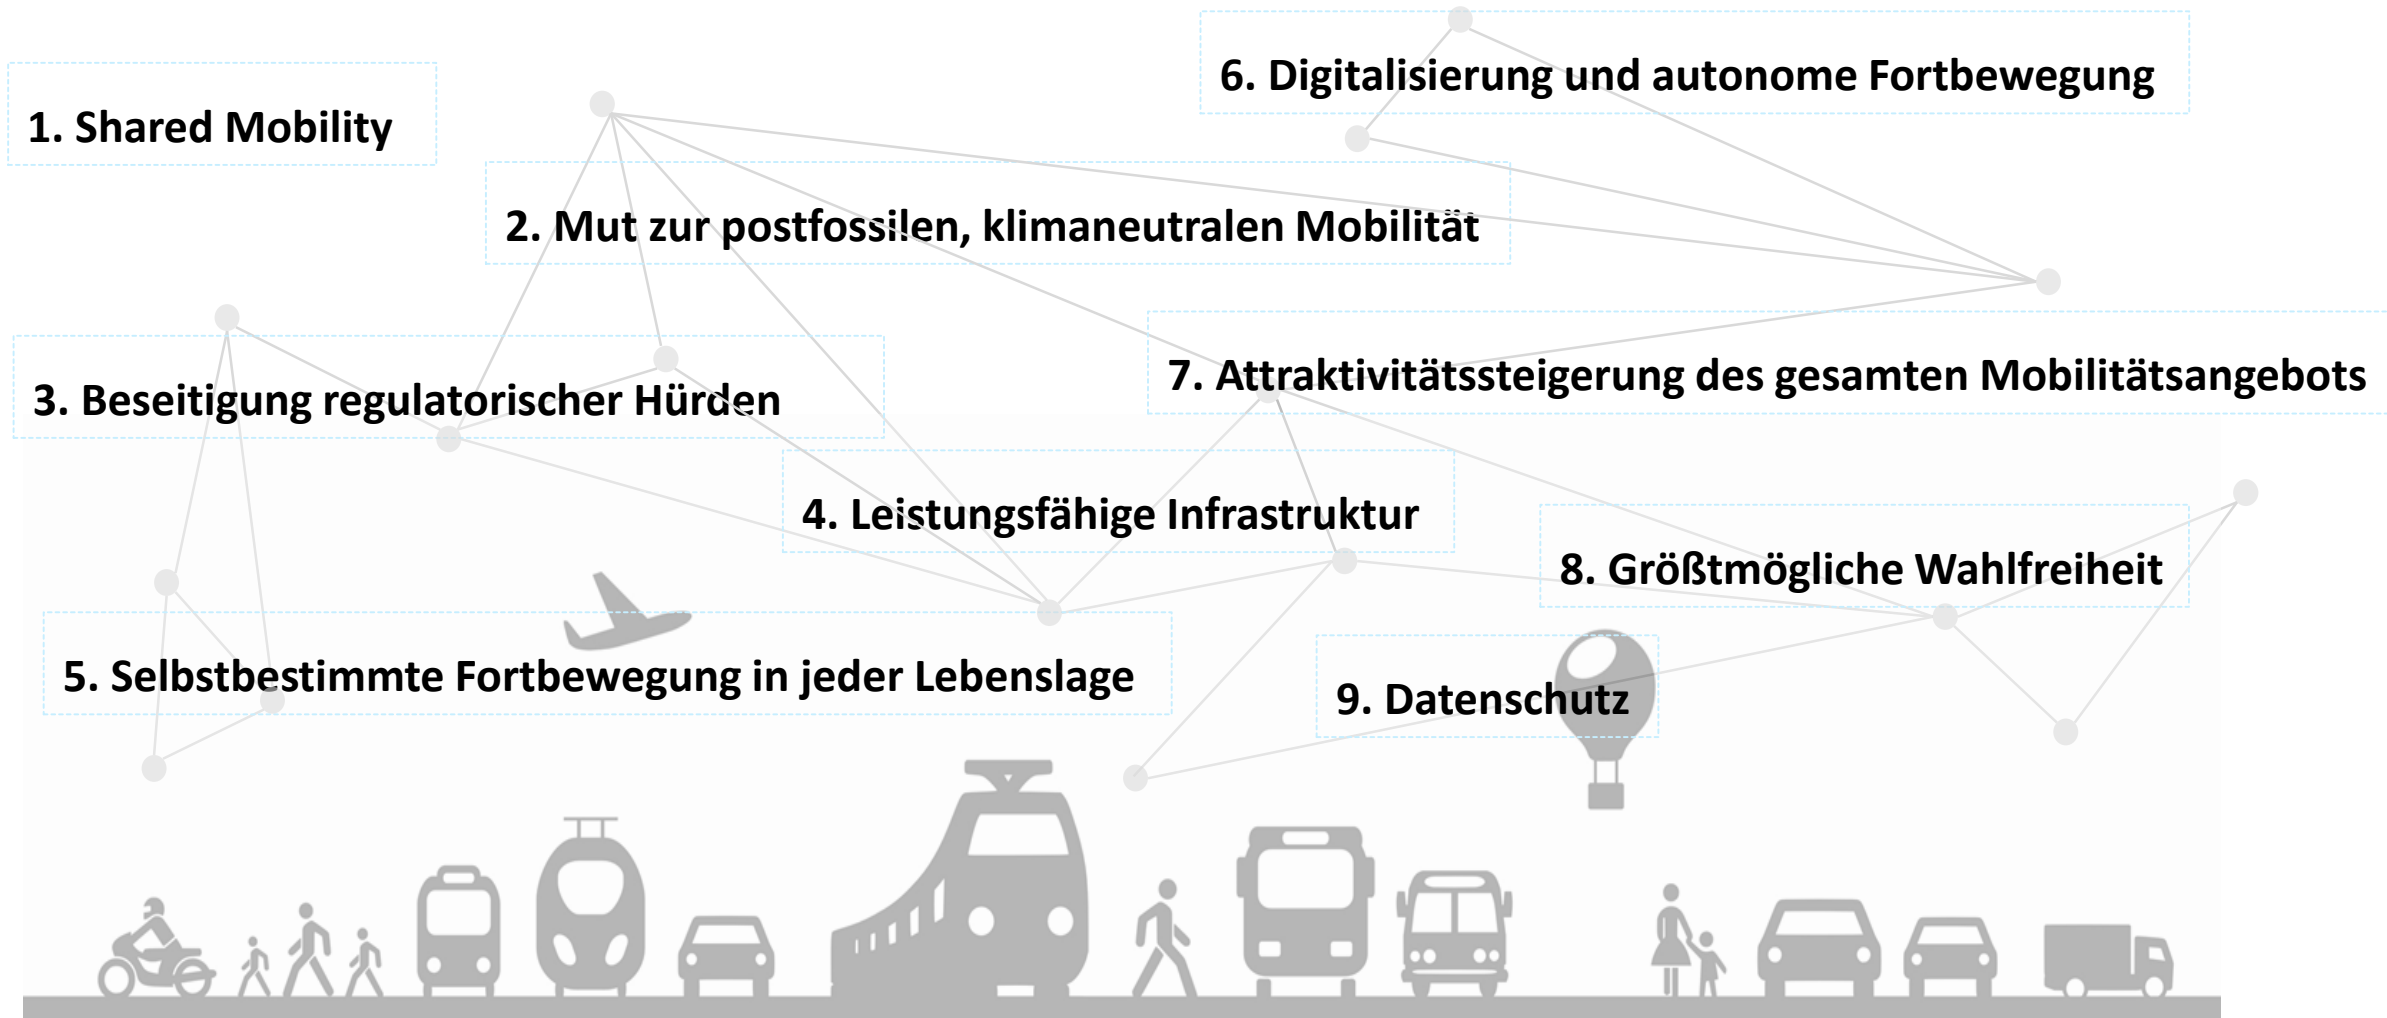 1. Shared Mobility
2. Mut zur postfossilen, klimaneutralen Mobilität
3. Beseitigung regulatorischer Hürden
4. Leistungsfähige Infrastruktur
5. Selbstbestimmte Fortbewegung in jeder Lebenslage
6. Digitalisierung und autonome Fortbewegung
7. Attraktivitätssteigerung des gesamten Mobilitätsangebots
8. Größtmögliche Wahlfreiheit
9. Datenschutz